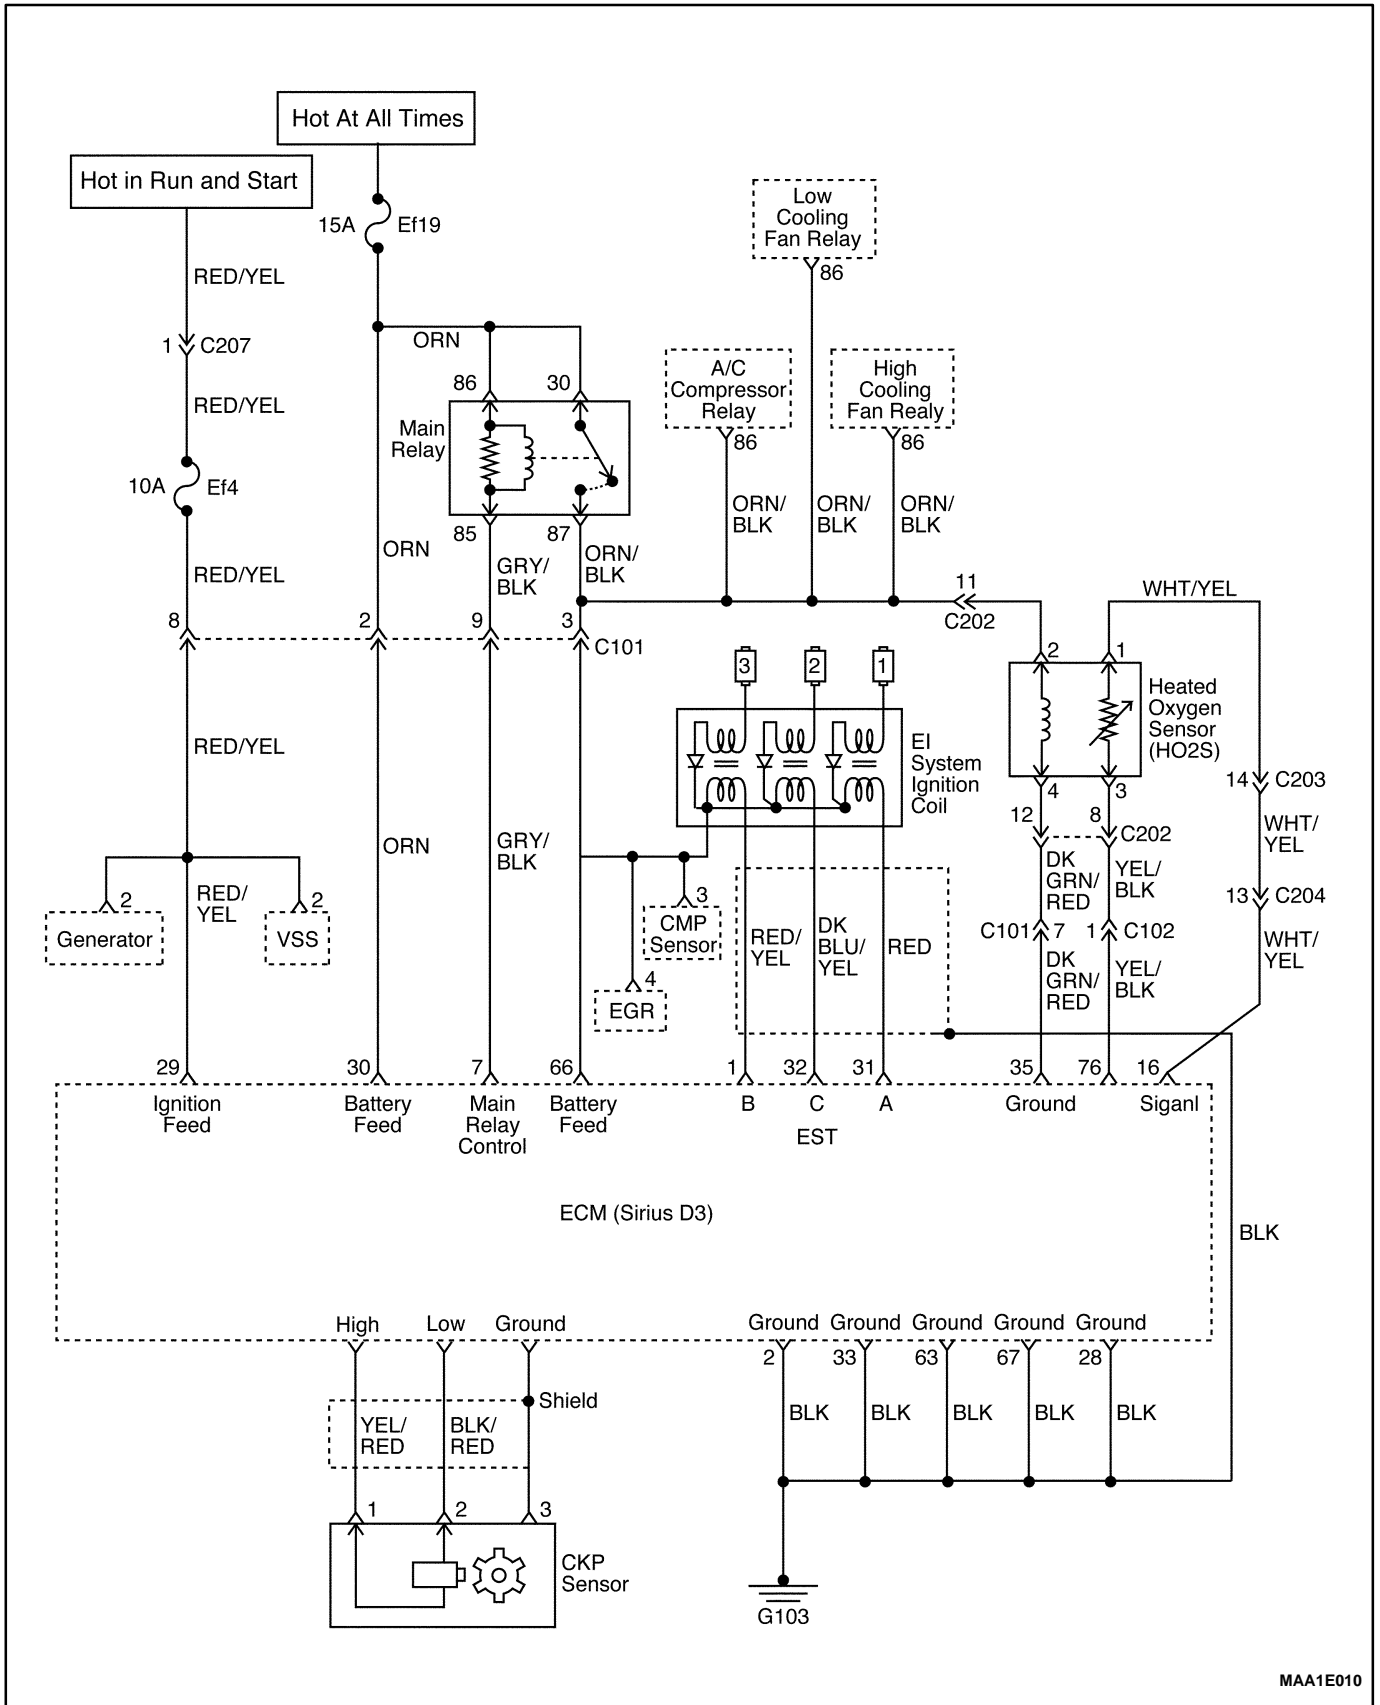 Hot At All Times
Hot in Run and Start
15A Ef19
RED/YEL
1 C207
RED/YEL
10A Ef4
RED/YEL
ORN
86 30
Main
Relay
85 87
ORN
GRY/
BLK
ORN/
BLK
Low
Cooling
Fan Relay
86
A/C
Compressor
Relay
86
High
Cooling
Fan Realy
86
ORN/
BLK
ORN/
BLK
ORN/
BLK
11
C202
WHT/YEL
8 2 9 3 C101
3 2 1
EI
System
Ignition
Coil
2 1
Heated
Oxygen
Sensor
(HO2S)
4 3
12 8 C202
14 C203
WHT/
YEL
13 C204
WHT/
YEL
RED/YEL
ORN
GRY/
BLK
2
Generator
RED/
YEL
2
VSS
3
CMP
Sensor
4
EGR
RED/
YEL
DK
BLU/
YEL
RED
DK
GRN/
RED
YEL/
BLK
C101 7 1 C102
DK
GRN/
RED
YEL/
BLK
29 30 7 66 1 32 31 35 76 16
Ignition
Feed
Battery
Feed
Main
Relay
Control
Battery
Feed
B C A
EST
Ground
Siganl
ECM (Sirius D3)
BLK
High Low Ground
Ground Ground Ground Ground Ground
2 33 63 67 28
Shield
YEL/
RED
BLK/
RED
BLK BLK BLK BLK BLK
1 2 3
CKP
Sensor
G103
MAA1E010